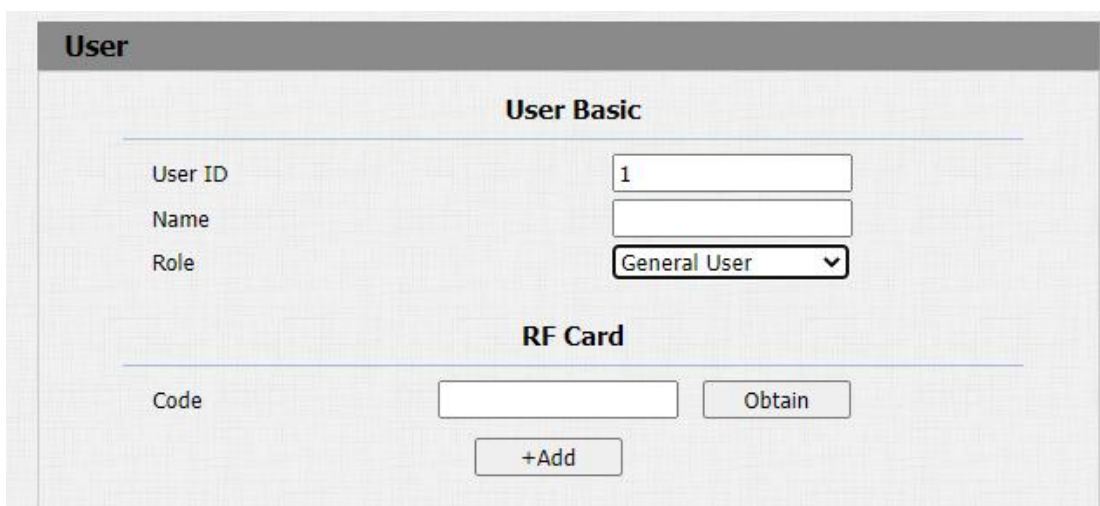 User
User Basic
User ID 1
Name
Role General User
RF Card
Code Obtain
+Add